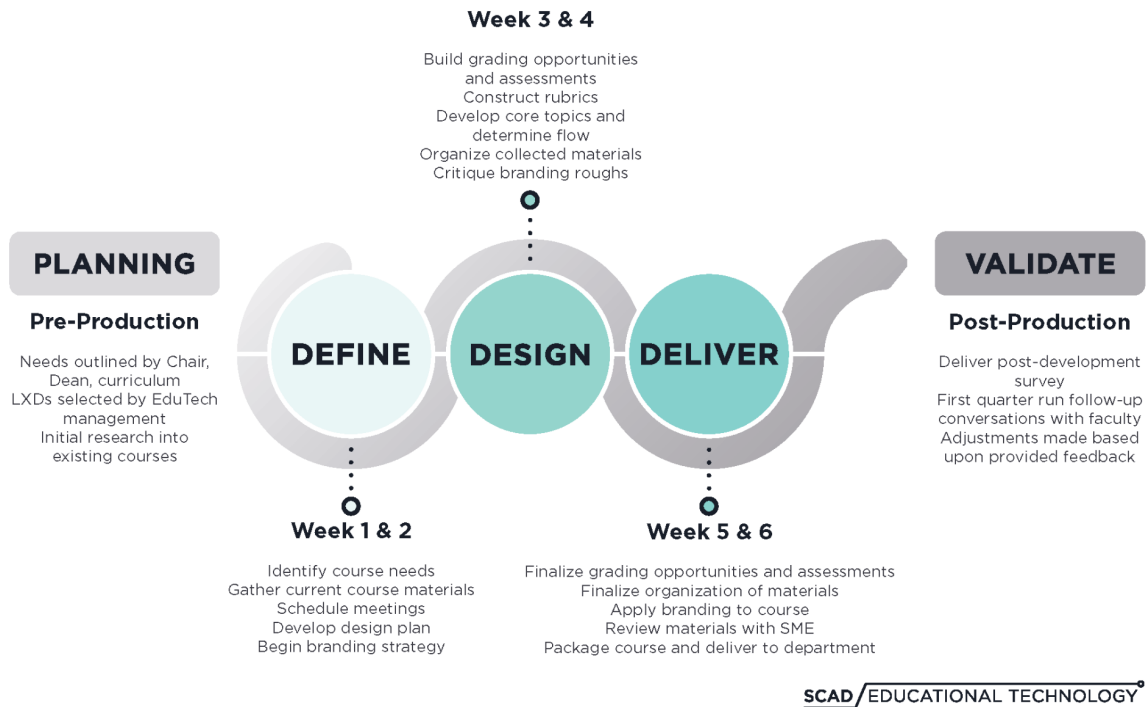 PLANNING
Pre-Production
Needs outlined by Chair,
Dean, curriculum
LXDs selected by EduTech
management
Initial research into
existing courses
DEFINE
Week 1 & 2
Identify course needs
Gather current course materials
Schedule meetings
Develop design plan
Begin branding strategy
Week 3 & 4
Build grading opportunities
and assessments
Construct rubrics
Develop core topics and
determine flow
Organize collected materials
Critique branding roughs
DESIGN
DELIVER
Week 5 & 6
Finalize grading opportunities and assessments
Finalize organization of materials
Apply branding to course
Review materials with SME
Package course and deliver to department
VALIDATE
Post-Production
Deliver post-development
survey
First quarter run follow-up
conversations with faculty
Adjustments made based
upon provided feedback
SCAD/EDUCATIONAL TECHNOLOGY